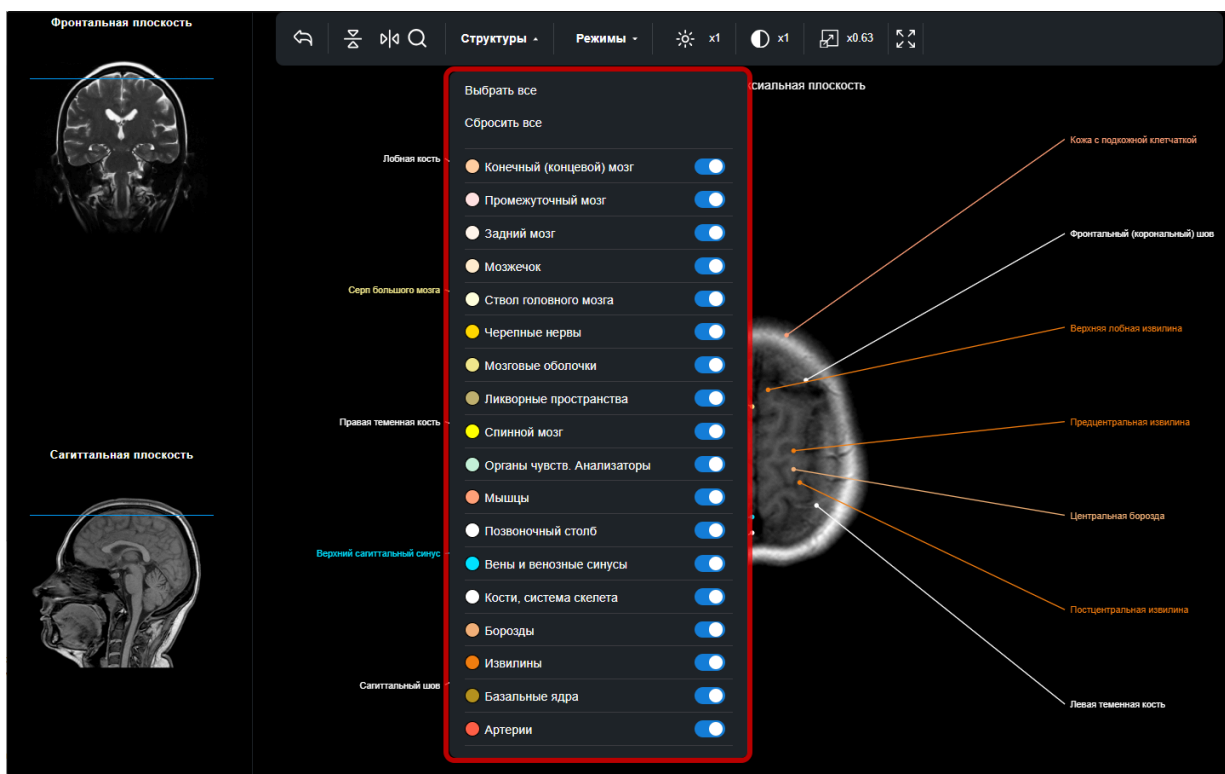 Фронтальная плоскость
Структуры
Режимы
x1
x1
x0.63
Выбрать все
Сбросить все
Конечный (концевой) мозг
Промежуточный мозг
Задний мозг
Мозжечок
Ствол головного мозга
Черепные нервы
Мозговые оболочки
Ликворные пространства
Спинной мозг
Органы чувств. Анализаторы
Мышцы
Позвоночный столб
Вены и венозные синусы
Кости, система скелета
Борозды
Извилины
Базальные ядра
Артерии
ксиальная плоскость
Лобная кость
Серп большого мозга
Правая теменная кость
Верхний сагиттальный синус
Сагиттальный шов
Кожа с подкожной клетчаткой
Фронтальный (корональный) шов
Верхняя лобная извилина
Предцентральная извилина
Центральная борозда
Постцентральная извилина
Левая теменная кость
Сагиттальная плоскость